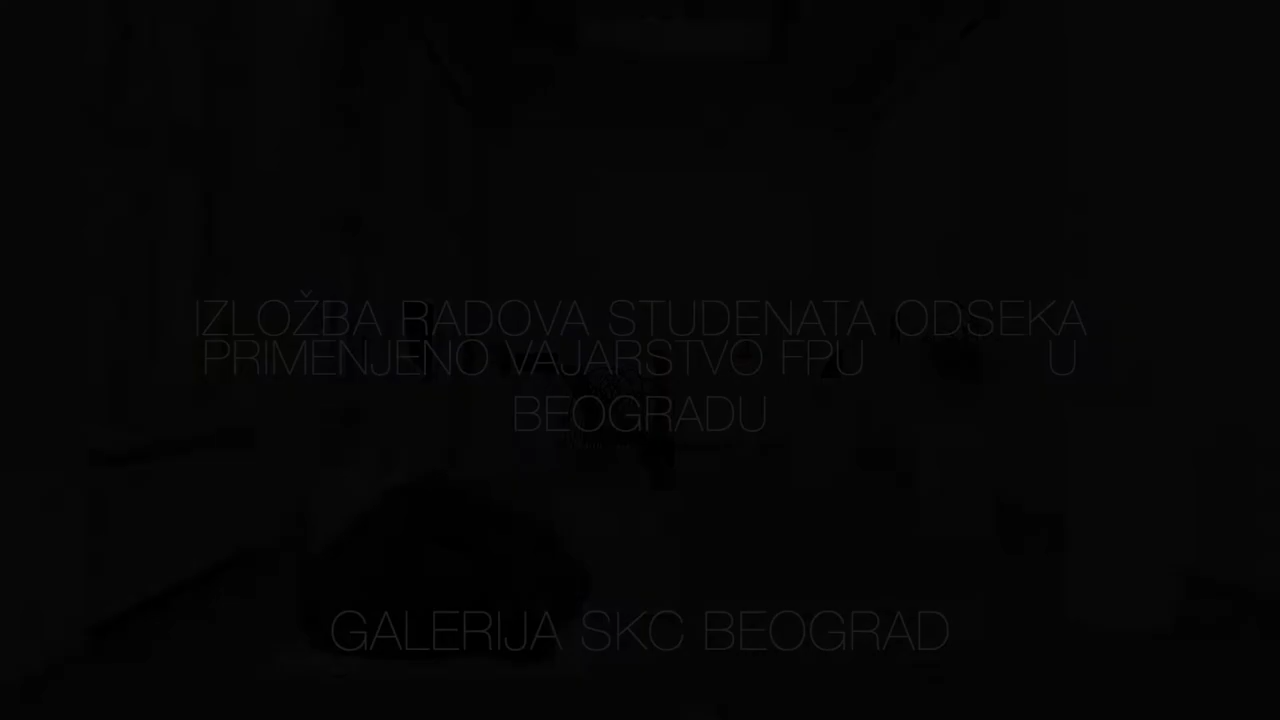 IZLOŽBA RADOVA STUDENATA ODSEKA
PRIMENJENO VAJARSTVO FPU U
BEOGRADU
GALERIJA SKC BEOGRAD